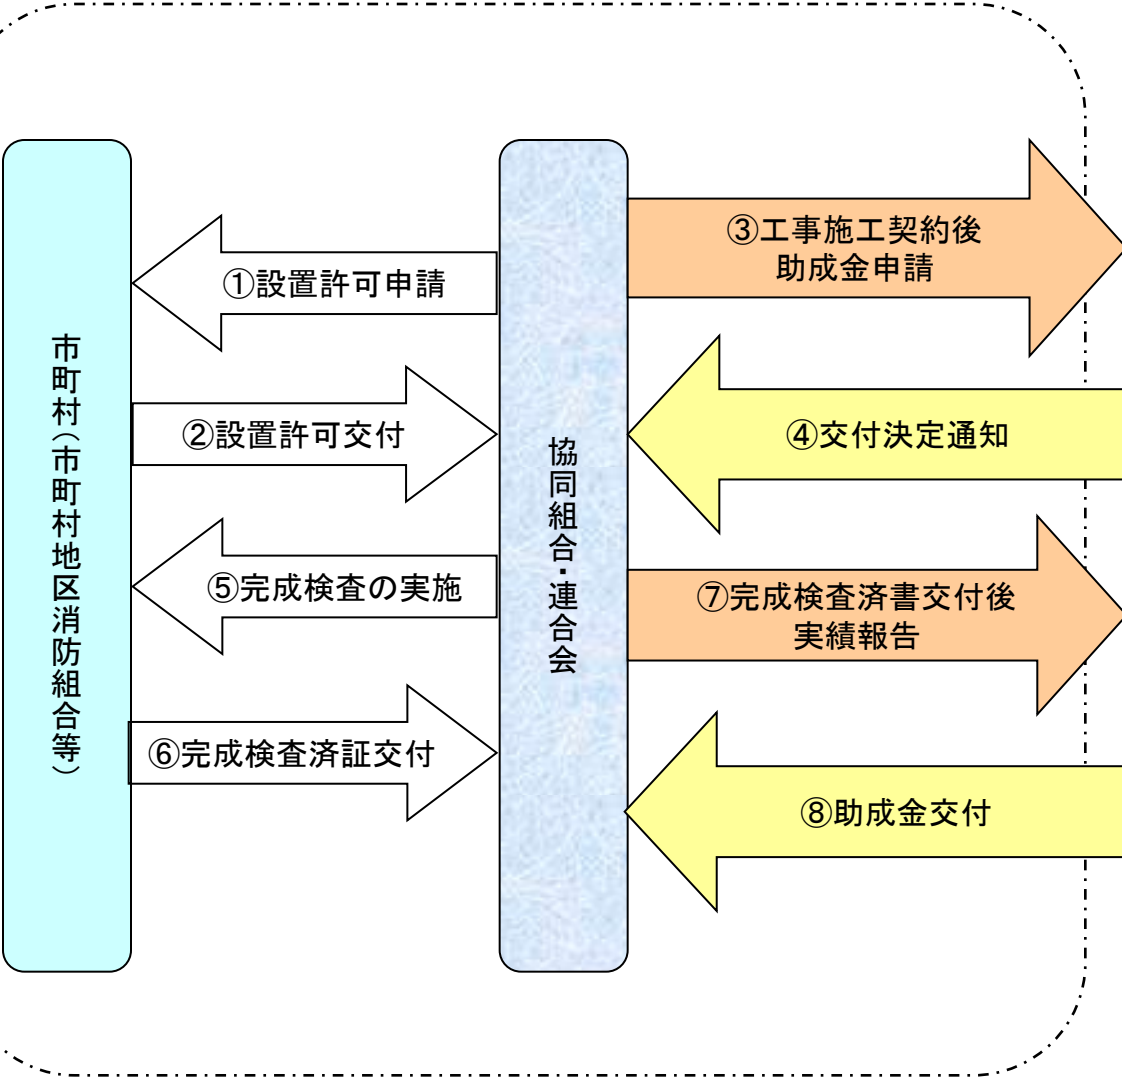 市町村（市町村地区消防組合等）
①設置許可申請
②設置許可交付
⑤完成検査の実施
⑥完成検査済証交付
協同組合・連合会
③工事施工契約後
助成金申請
④交付決定通知
⑦完成検査済書交付後
実績報告
⑧助成金交付